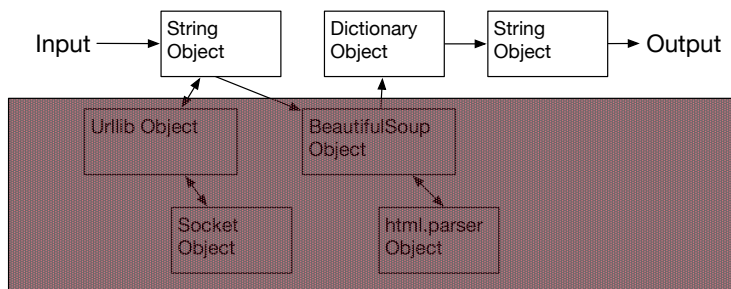 Input
String
Object
Dictionary
Object
String
Object
Output
Urllib Object
BeautifulSoup
Object
Socket
Object
html.parser
Object